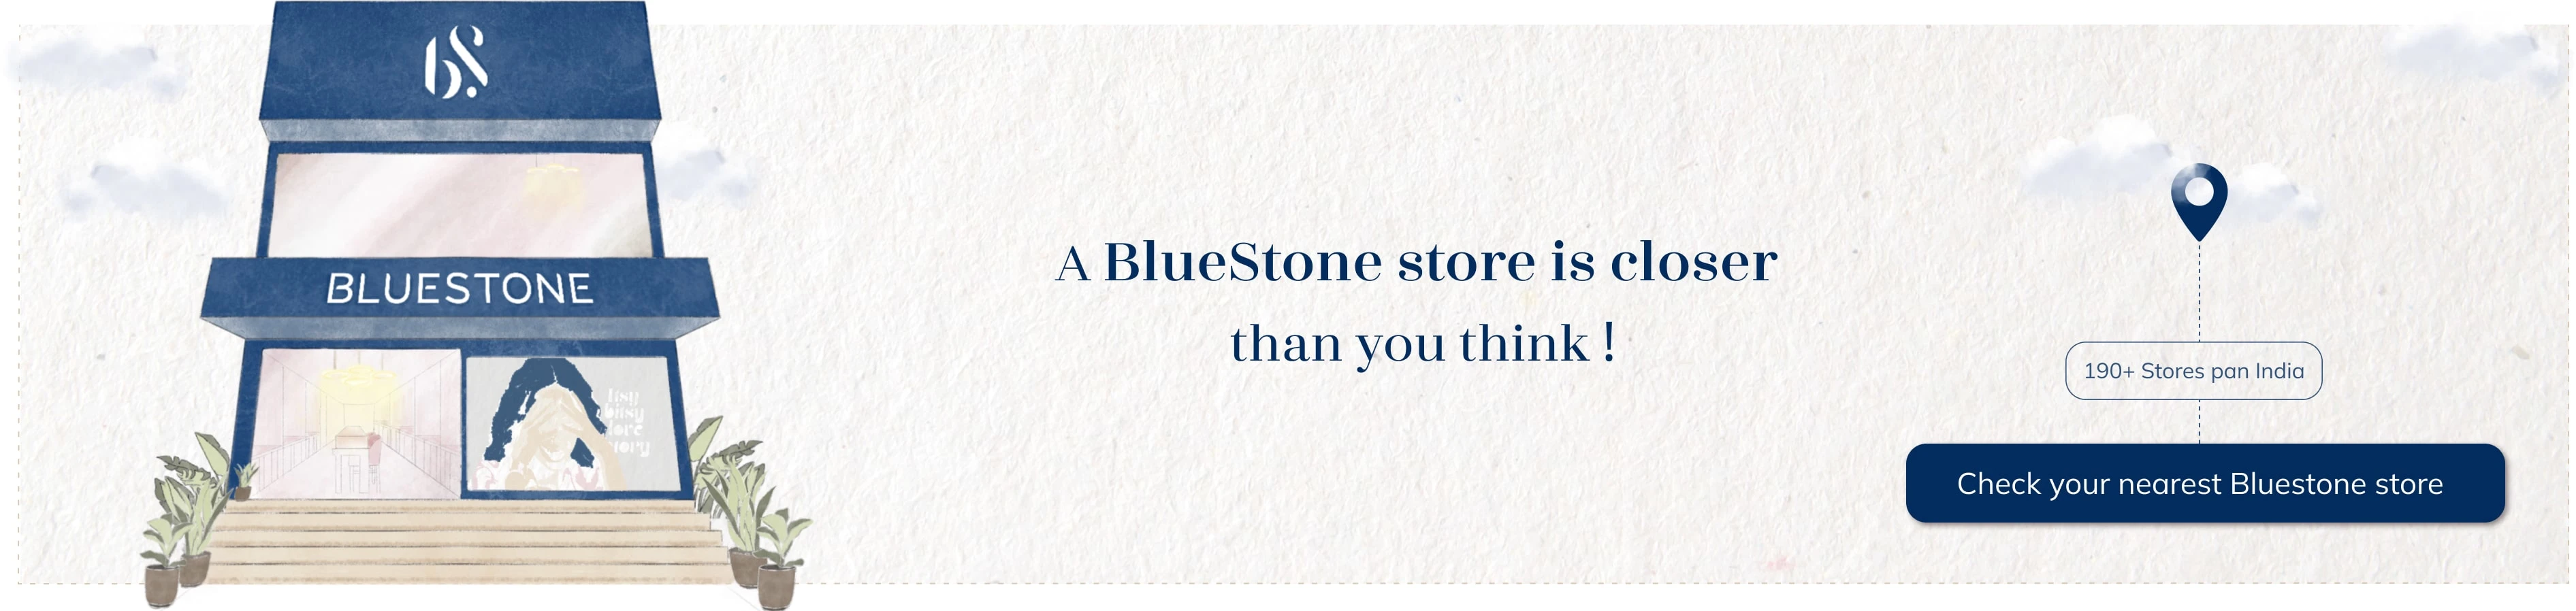 bS
BLUESTONE
A BlueStone store is closer
than you think !
190+ Stores pan India
Check your nearest Bluestone store